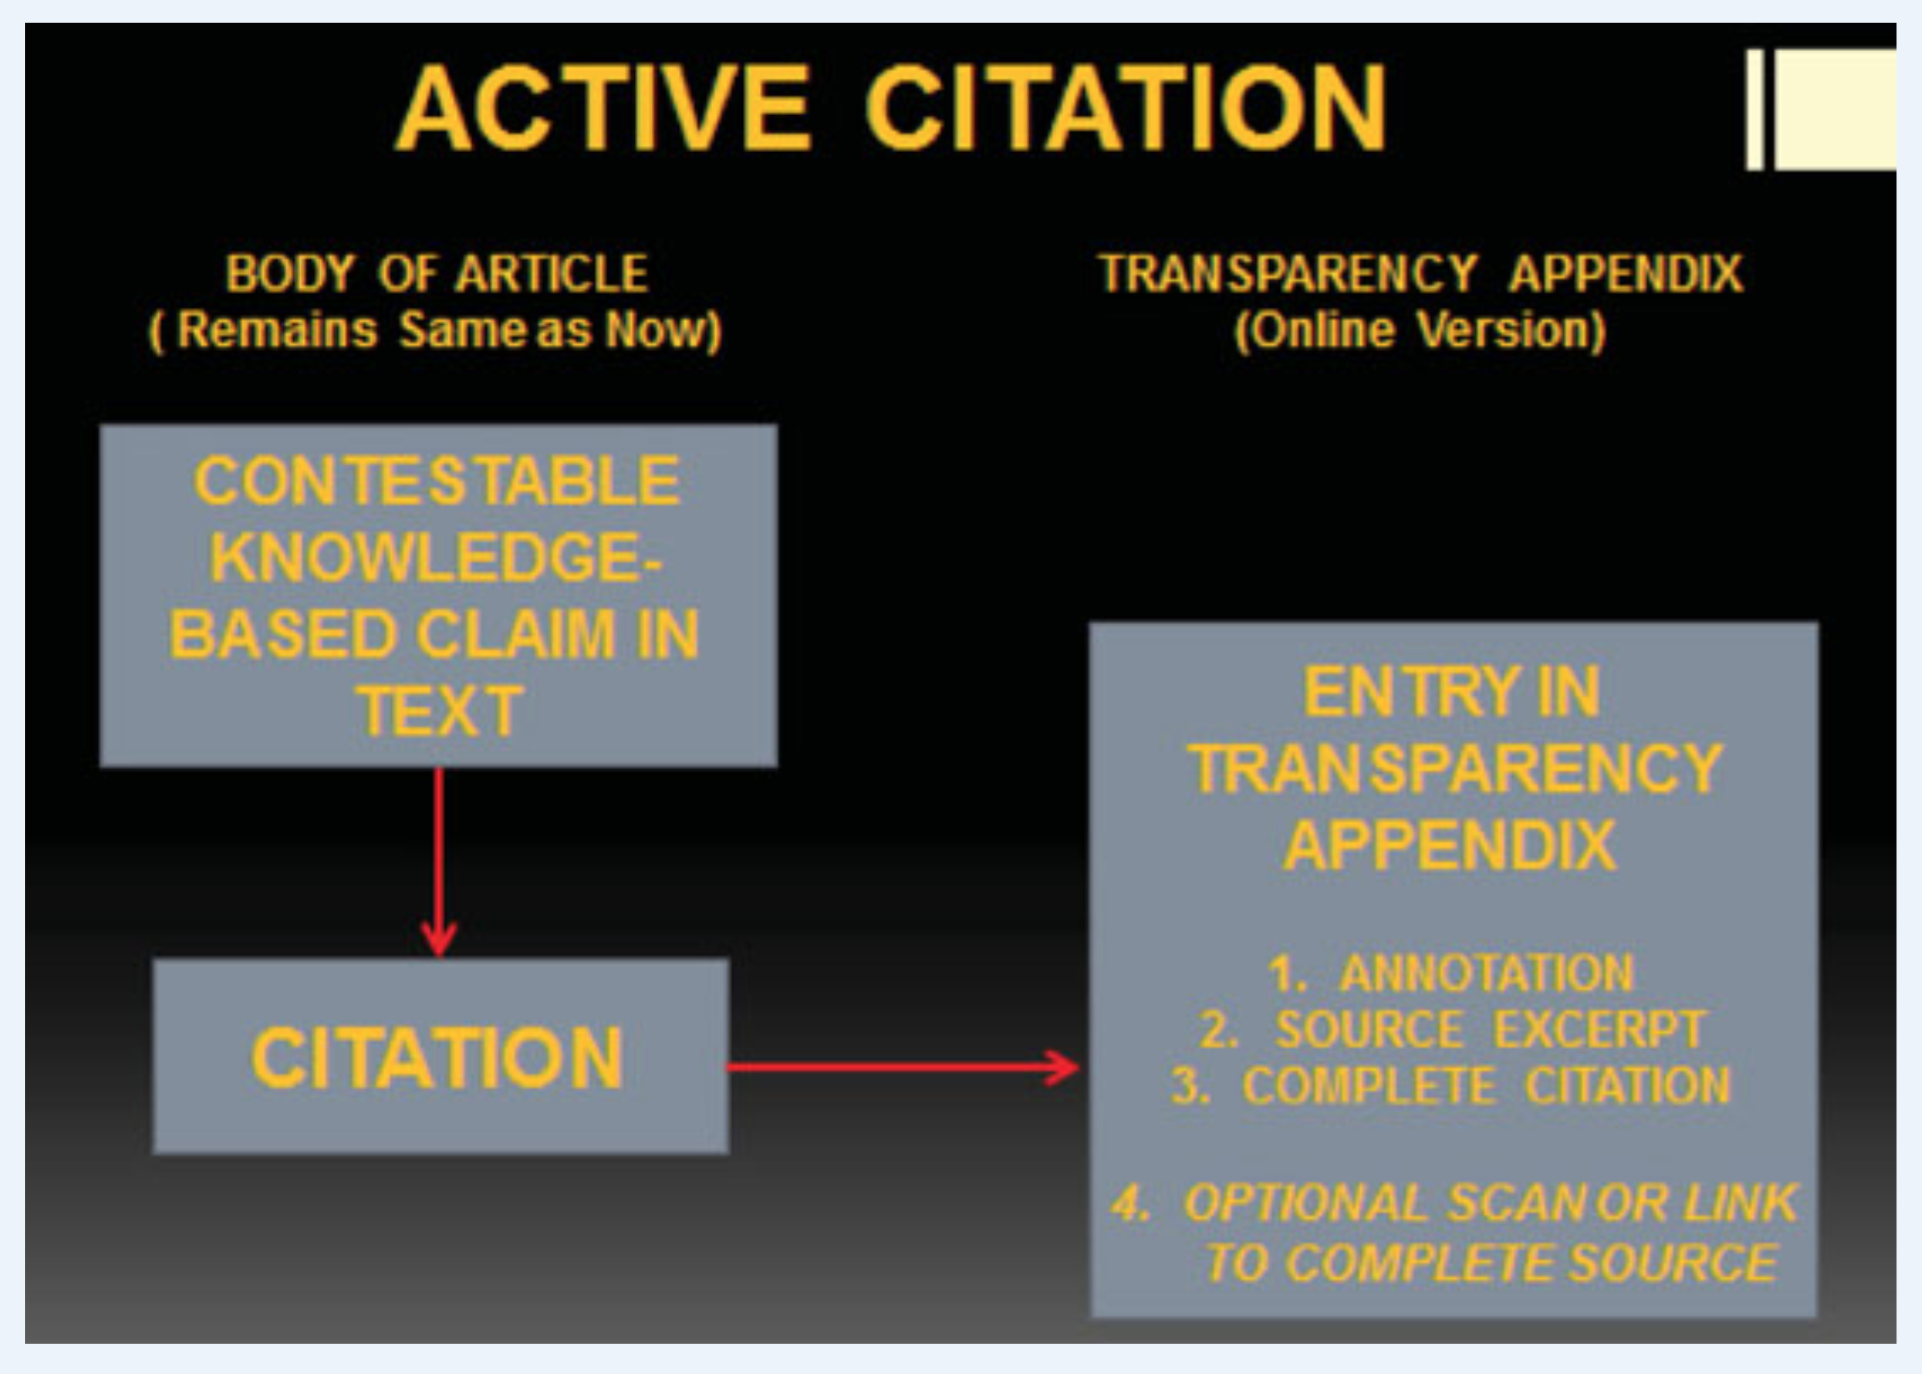 ACTIVE CITATION
BODY OF ARTICLE
( Remains Same as Now)
TRANSPARENCY APPENDIX
(Online Version)
CONTESTABLE
KNOWLEDGE-
BASED CLAIM IN
TEXT
CITATION
ENTRY IN
TRANSPARENCY
APPENDIX
1. ANNOTATION
2. SOURCE EXCERPT
3. COMPLETE CITATION
4. OPTIONAL SCAN OR LINK
TO COMPLETE SOURCE